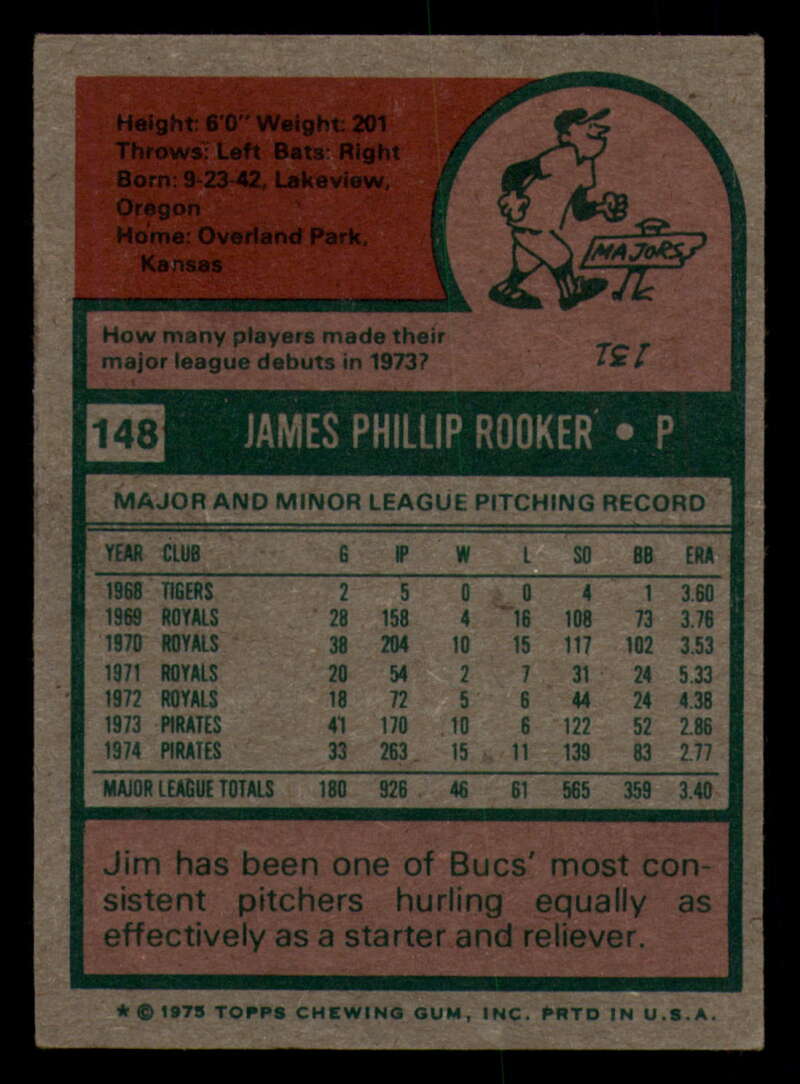 Height: 6'0" Weight: 201
Throws: Left Bats: Right
Born: 9-23-42, Lakeview,
Oregon
Home: Overland Park,
Kansas
MAJORS
How many players made their
major league debuts in 1973?
151
148 JAMES PHILLIP ROOKER • P
MAJOR AND MINOR LEAGUE PITCHING RECORD
YEAR CLUB G IP W L SO BB ERA
1968 TIGERS 2 5 0 0 4 1 3.60
1969 ROYALS 28 158 4 16 108 73 3.76
1970 ROYALS 38 204 10 15 117 102 3.53
1971 ROYALS 20 54 2 7 31 24 5.33
1972 ROYALS 18 72 5 6 44 24 4.38
1973 PIRATES 41 170 10 6 122 52 2.86
1974 PIRATES 33 263 15 11 139 83 2.77
MAJOR LEAGUE TOTALS 180 926 46 61 565 359 3.40
Jim has been one of Bucs' most con-
sistent pitchers hurling equally as
effectively as a starter and reliever.
* © 1975 TOPPS CHEWING GUM, INC. PRTD IN U.S.A.